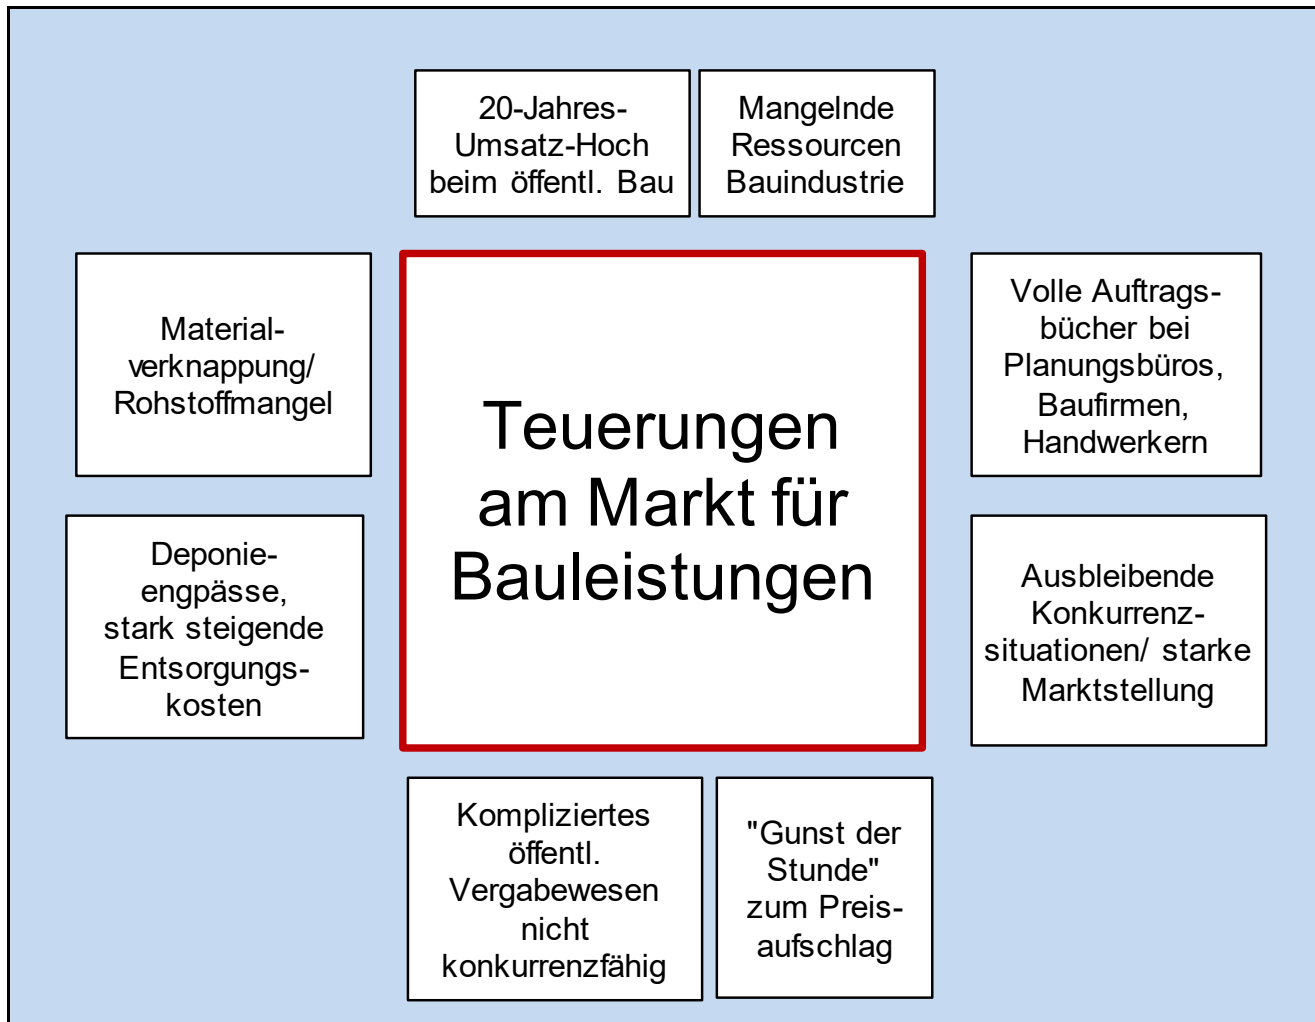 20-Jahres-
Umsatz-Hoch
beim öffentl. Bau
Mangelnde
Ressourcen
Bauindustrie
Material-
verknappung/
Rohstoffmangel
Teuerungen
am Markt für
Bauleistungen
Volle Auftrags-
bücher bei
Planungsbüros,
Baufirmen,
Handwerkern
Deponie-
engpässe,
stark steigende
Entsorgungs-
kosten
Ausbleibende
Konkurrenz-
situationen/ starke
Marktstellung
Kompliziertes
öffentl.
Vergabewesen
nicht
konkurrenzfähig
"Gunst der
Stunde"
zum Preis-
aufschlag